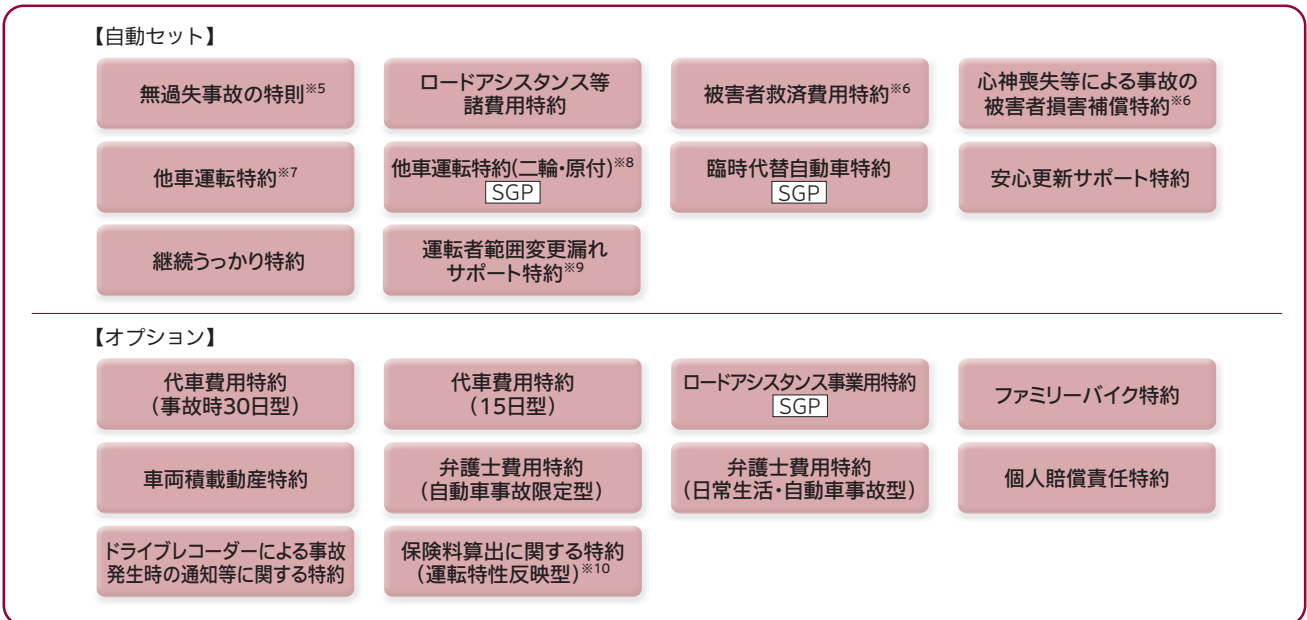 【自動セット】
無過失事故の特則※5
ロードアシスタンス等
諸費用特約
被害者救済費用特約※6
心神喪失等による事故の
被害者損害補償特約※6
他車運転特約※7
他車運転特約(二輪・原付)※8
SGP
臨時代替自動車特約
SGP
安心更新サポート特約
継続うっかり特約
運転者範囲変更漏れ
サポート特約※9
【オプション】
代車費用特約
（事故時30日型）
代車費用特約
（15日型）
ロードアシスタンス事業用特約
SGP
ファミリーバイク特約
車両積載動産特約
弁護士費用特約
（自動車事故限定型）
弁護士費用特約
（日常生活・自動車事故型）
個人賠償責任特約
ドライブレコーダーによる事故
発生時の通知等に関する特約
保険料算出に関する特約
（運転特性反映型）※10